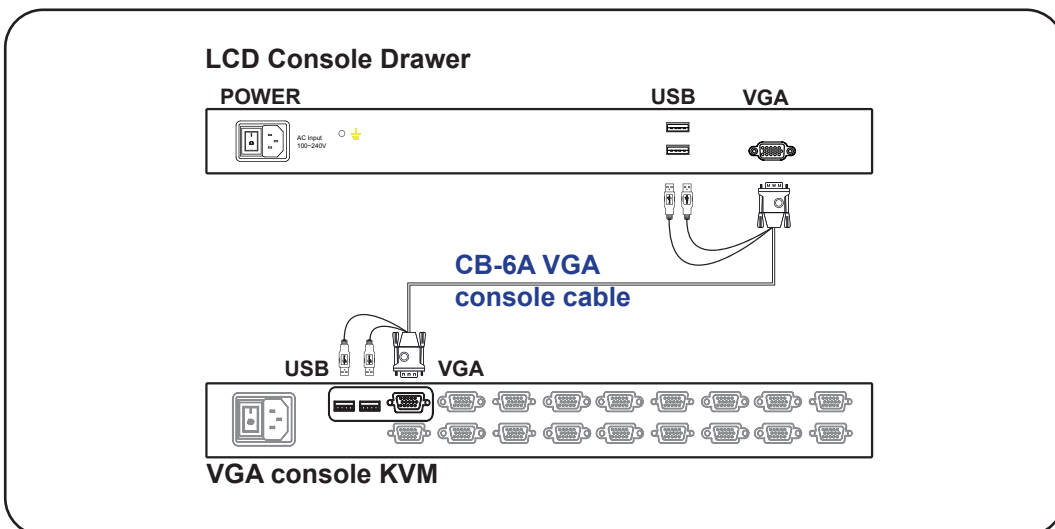 LCD Console Drawer
POWER
USB
VGA
AC Input
100~240V
CB-6A VGA
console cable
USB
VGA
VGA console KVM